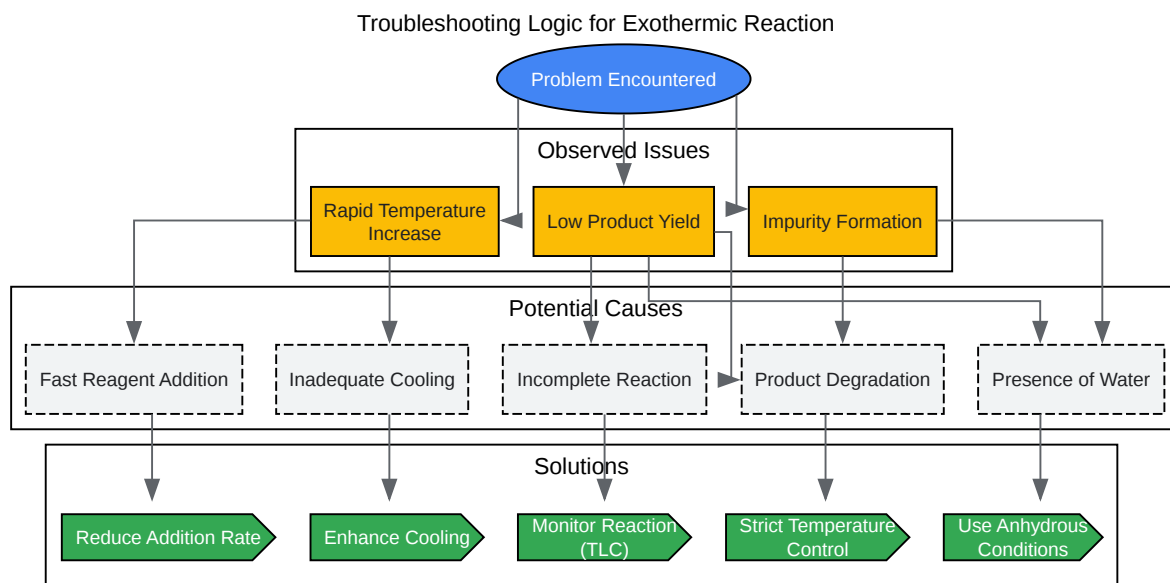 Troubleshooting Logic for Exothermic Reaction
Problem Encountered
Observed Issues
Rapid Temperature
Increase
Low Product Yield
Impurity Formation
Potential Causes
Fast Reagent Addition
Inadequate Cooling
Incomplete Reaction
Product Degradation
Presence of Water
Solutions
Reduce Addition Rate
Enhance Cooling
Monitor Reaction
(TLC)
Strict Temperature
Control
Use Anhydrous
Conditions